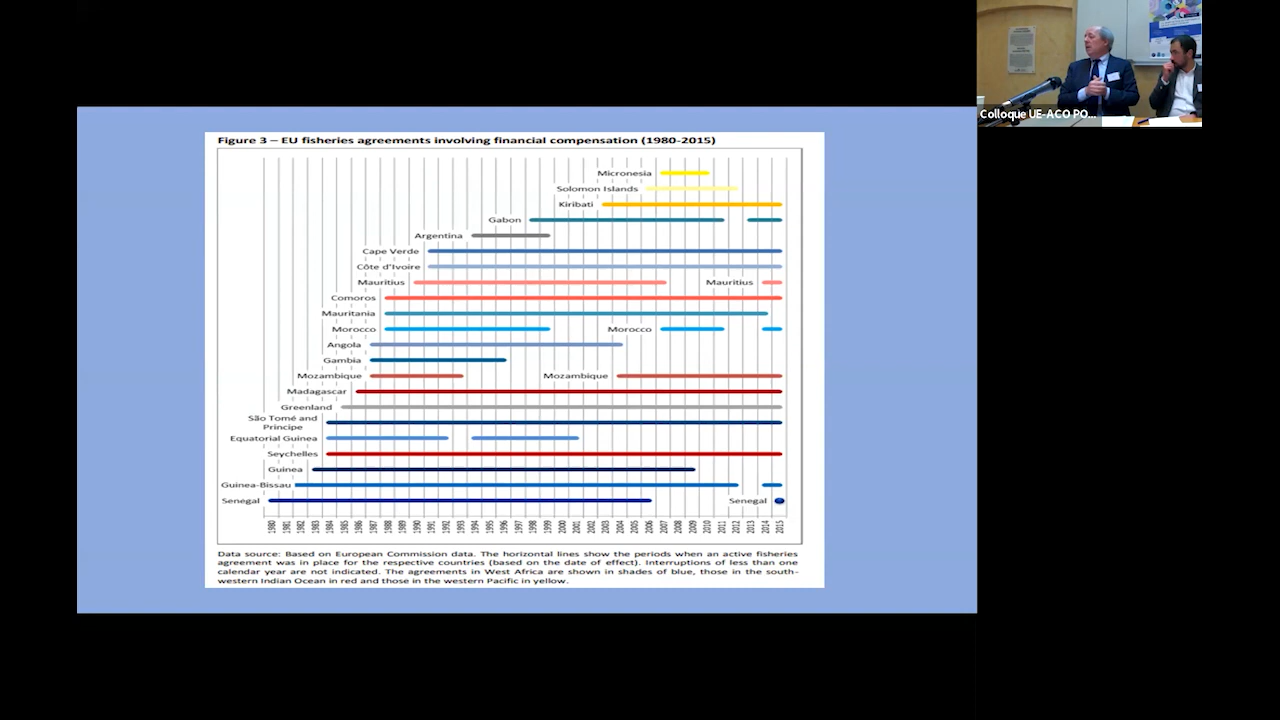 Colloque UE-ACO PO...
Figure 3 – EU fisheries agreements involving financial compensation (1980-2015)
Micronesia
Solomon Islands
Kiribati
Gabon
Argentina
Cape Verde
Côte d'Ivoire
Mauritius Mauritius
Comoros
Mauritania
Morocco Morocco
Angola
Gambia
Mozambique Mozambique
Madagascar
Greenland
São Tomé and
Principe
Equatorial Guinea
Seychelles
Guinea
Guinea-Bissau
Senegal Senegal
1980 1981 1982 1983 1984 1985 1986 1987 1988 1989 1990 1991 1992 1993 1994 1995 1996 1997 1998 1999 2000 2001 2002 2003 2004 2005 2006 2007 2008 2009 2010 2011 2012 2013 2014 2015
Data source: Based on European Commission data. The horizontal lines show the periods when an active fisheries
agreement was in place for the respective countries (based on the date of effect). Interruptions of less than one
calendar year are not indicated. The agreements in West Africa are shown in shades of blue, those in the south-
western Indian Ocean in red and those in the western Pacific in yellow.